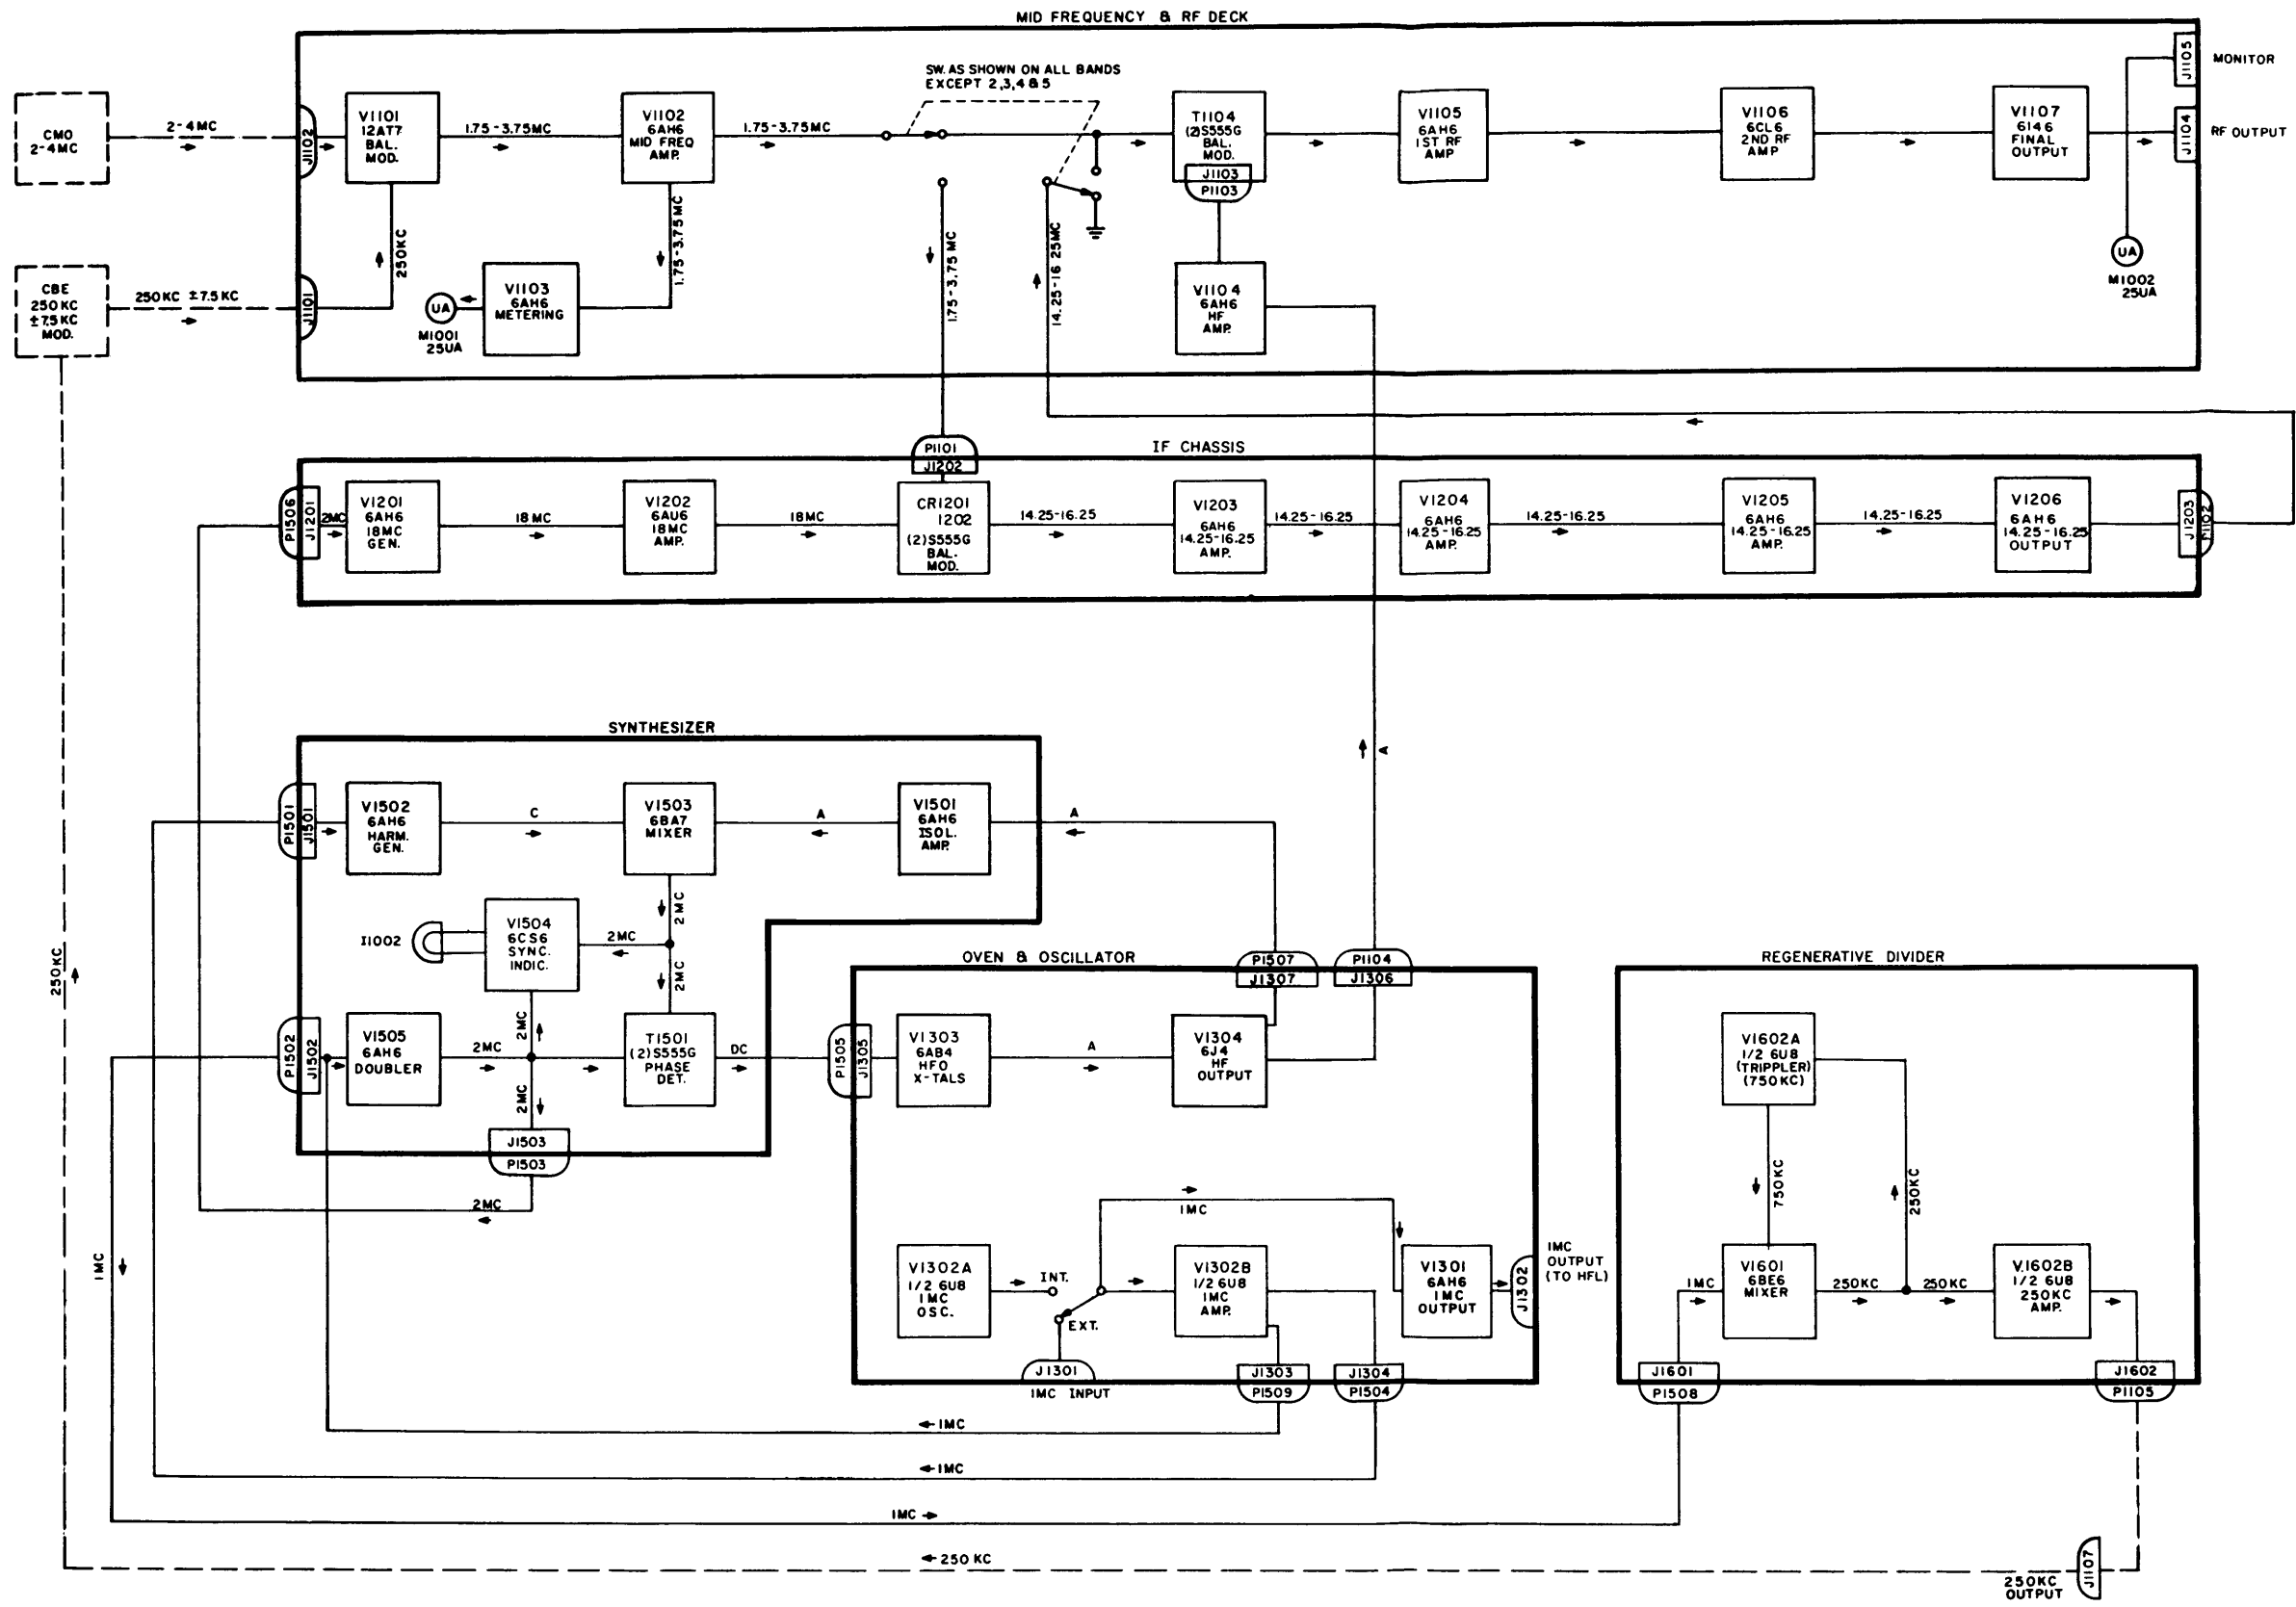 MID FREQUENCY & RF DECK
CMO
2-4MC
2-4MC
J1102
V1101
12AT7
BAL.
MOD.
1.75-3.75MC
V1102
6AH6
MID FREQ
AMP.
1.75-3.75MC
SW. AS SHOWN ON ALL BANDS
EXCEPT 2,3,4&5
T1104
(2)S555G
BAL.
MOD.
J1103
P1103
V1105
6AH6
1ST RF
AMP
V1106
6CL6
2ND RF
AMP
V1107
6146
FINAL
OUTPUT
J1105
MONITOR
J1104
RF OUTPUT
CBE
250KC
±7.5KC
MOD.
250KC ±7.5KC
J1101
250KC
UA
M1001
25UA
V1103
6AH6
METERING
1.75-3.75MC
1.75-3.75 MC
14.25-16 25MC
V1104
6AH6
HF
AMP.
UA
M1002
25UA
P1101
J1202
IF CHASSIS
P1506
J1201
2MC
V1201
6AH6
18MC
GEN.
18MC
V1202
6AU6
18MC
AMP.
18MC
CR1201
1202
(2)S555G
BAL-
MOD.
14.25-16.25
V1203
6AH6
14.25-16.25
AMP.
14.25-16.25
V1204
6AH6
14.25-16.25
AMP.
14.25-16.25
V1205
6AH6
14.25-16.25
AMP.
14.25-16.25
V1206
6AH6
14.25-16.25
OUTPUT
J1203
P1102
SYNTHESIZER
P1501
J1501
V1502
6AH6
HARM.
GEN.
C
V1503
6BA7
MIXER
A
V1501
6AH6
ISOL.
AMP.
A
A
2MC
I1002
V1504
6CS6
SYNC.
INDIC.
2MC
2MC
250KC
P1502
J1502
V1505
6AH6
DOUBLER
2MC
2MC
2MC
T1501
(2)S555G
PHASE
DET.
DC
J1503
P1503
2MC
OVEN & OSCILLATOR
P1507
J1307
P1104
J1306
P1505
J1305
V1303
6AB4
HFO
X-TALS
A
V1304
6J4
HF
OUTPUT
1MC
V1302A
1/2 6U8
1MC
OSC.
INT.
EXT.
V1302B
1/2 6U8
1MC
AMP.
V1301
6AH6
1MC
OUTPUT
J1302
1MC
OUTPUT
(TO HFL)
J1301
1MC INPUT
J1303
P1509
J1304
P1504
REGENERATIVE DIVIDER
V1602A
1/2 6U8
(TRIPPLER)
(750KC)
750KC
250KC
1MC
V1601
6BE6
MIXER
250KC
250KC
V.1602B
1/2 6U8
250KC
AMP.
J1601
P1508
J1602
P1105
1MC
1MC
1MC
1MC
250 KC
J1107
250KC
OUTPUT